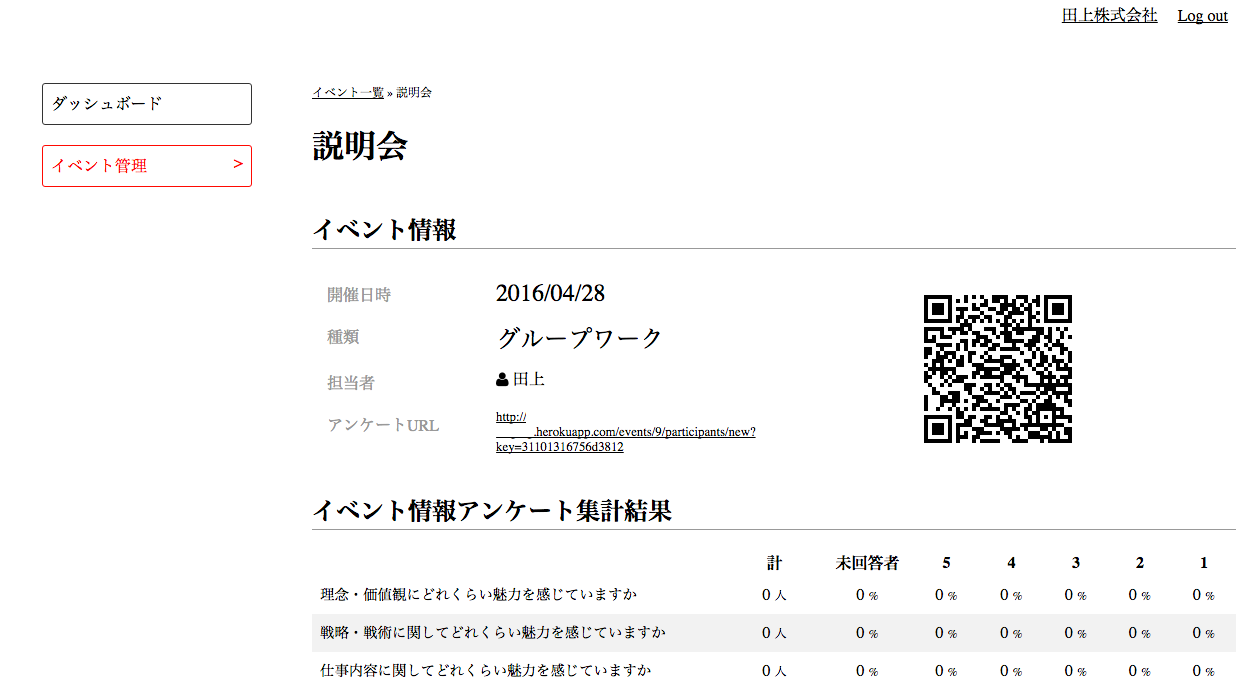 田上株式会社 Log out
ダッシュボード
イベント管理 >
イベント一覧 » 説明会
説明会
イベント情報
開催日時 2016/04/28
種類 グループワーク
担当者 田上
アンケートURL http://
.herokuapp.com/events/9/participants/new?
key=31101316756d3812
イベント情報アンケート集計結果
計 未回答者 5 4 3 2 1
理念・価値観にどれくらい魅力を感じていますか 0 人 0 % 0 % 0 % 0 % 0 % 0 %
戦略・戦術に関してどれくらい魅力を感じていますか 0 人 0 % 0 % 0 % 0 % 0 % 0 %
仕事内容に関してどれくらい魅力を感じていますか 0 人 0 % 0 % 0 % 0 % 0 % 0 %